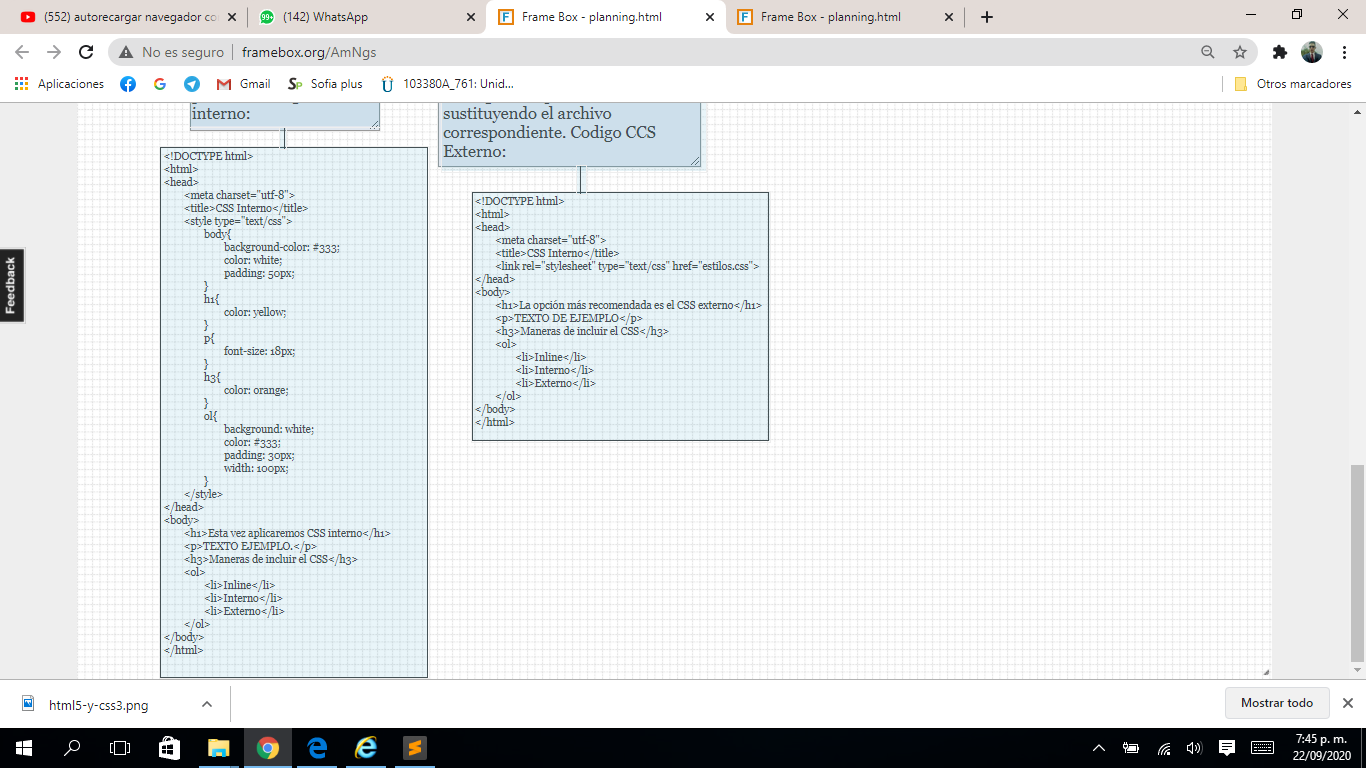 (552) autorecargar navegador co
(142) WhatsApp
Frame Box - planning.html
Frame Box - planning.html
No es seguro
framebox.org/AmNgs
Aplicaciones
Gmail
Sofia plus
103380A_761: Unid...
Otros marcadores
Feedback
interno:
<!DOCTYPE html>
<html>
<head>
<meta charset="utf-8">
<title>CSS Interno</title>
<style type="text/css">
body{
background-color: #333;
color: white;
padding: 50px;
}
h1{
color: yellow;
}
p{
font-size: 18px;
}
h3{
color: orange;
}
ol{
background: white;
color: #333;
padding: 30px;
width: 100px;
}
</style>
</head>
<body>
<h1>Esta vez aplicaremos CSS interno</h1>
<p>TEXTO EJEMPLO.</p>
<h3>Maneras de incluir el CSS</h3>
<ol>
<li>Inline</li>
<li>Interno</li>
<li>Externo</li>
</ol>
</body>
</html>
sustituyendo el archivo
correspondiente. Codigo CCS
Externo:
<!DOCTYPE html>
<html>
<head>
<meta charset="utf-8">
<title>CSS Interno</title>
<link rel="stylesheet" type="text/css" href="estilos.css">
</head>
<body>
<h1>La opción más recomendada es el CSS externo</h1>
<p>TEXTO DE EJEMPLO</p>
<h3>Maneras de incluir el CSS</h3>
<ol>
<li>Inline</li>
<li>Interno</li>
<li>Externo</li>
</ol>
</body>
</html>
html5-y-css3.png
Mostrar todo
7:45 p. m.
22/09/2020